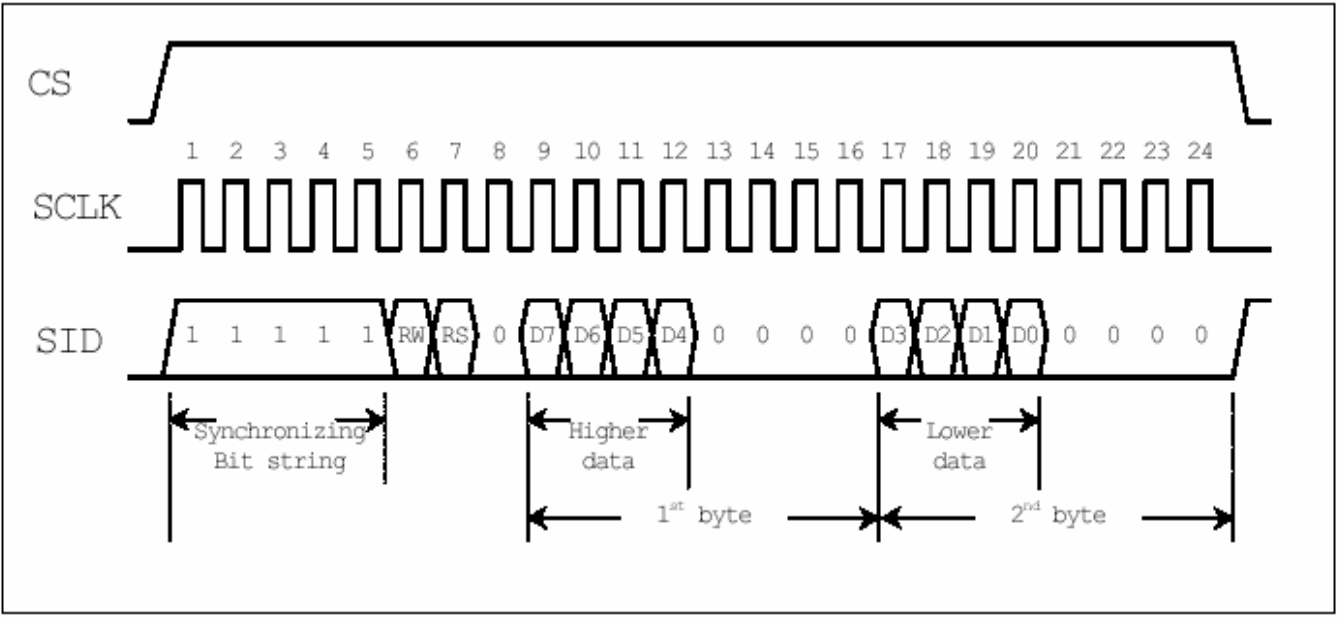 CS
1 2 3 4 5 6 7 8 9 10 11 12 13 14 15 16 17 18 19 20 21 22 23 24
SCLK
SID 1 1 1 1 1 RW RS 0 D7 D6 D5 D4 0 0 0 0 D3 D2 D1 D0 0 0 0 0
Synchronizing
Bit string
Higher
data
Lower
data
1st byte
2nd byte